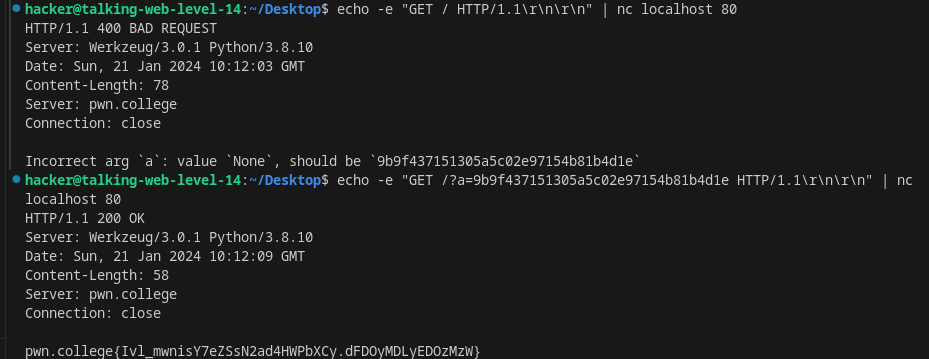 hacker@talking-web-level-14:~/Desktop$ echo -e "GET / HTTP/1.1\r\n\r\n" | nc localhost 80
HTTP/1.1 400 BAD REQUEST
Server: Werkzeug/3.0.1 Python/3.8.10
Date: Sun, 21 Jan 2024 10:12:03 GMT
Content-Length: 78
Server: pwn.college
Connection: close

Incorrect arg `a`: value `None`, should be `9b9f437151305a5c02e97154b81b4d1e`
hacker@talking-web-level-14:~/Desktop$ echo -e "GET /?a=9b9f437151305a5c02e97154b81b4d1e HTTP/1.1\r\n\r\n" | nc
localhost 80
HTTP/1.1 200 OK
Server: Werkzeug/3.0.1 Python/3.8.10
Date: Sun, 21 Jan 2024 10:12:09 GMT
Content-Length: 58
Server: pwn.college
Connection: close

pwn.college{Ivl_mwnisY7eZSsN2ad4HWPbXCy.dFDOyMDLyEDOzMzW}